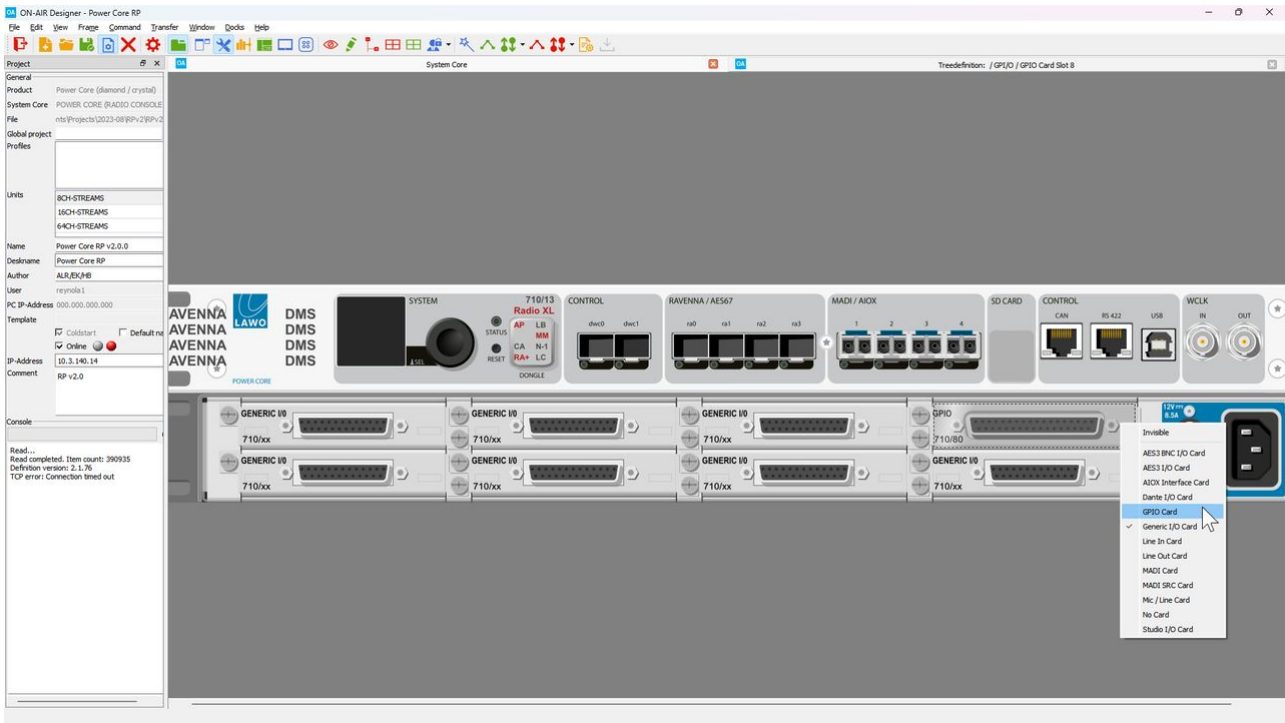 OA ON-AIR Designer - Power Core RP
File Edit View Frame Command Transfer Window Docks Help
Project
OA System Core
OA Treedefinition: / GPI/O / GPIO Card Slot 8
General
Product Power Core (diamond / crystal)
System Core POWER CORE (RADIO CONSOLE
File nts\Projects\2023-08\RPv2\RPv2
Global project
Profiles
Units
8CH-STREAMS
16CH-STREAMS
64CH-STREAMS
Name Power Core RP v2.0.0
Deskname Power Core RP
Author ALR/EK/HB
User reynola1
PC IP-Address 000.000.000.000
Template
Coldstart Default na
Online
IP-Address 10.3.140.14
Comment RP v2.0
Console
Read...
Read completed. Item count: 390935
Definition version: 2.1.76
TCP error: Connection timed out
AVENNA
AVENNA
AVENNA
AVENNA
LAWO
POWER CORE
DMS
DMS
DMS
DMS
SYSTEM
SEL
STATUS
RESET
710/13
Radio XL
AP LB
MM
CA N-1
RA+ LC
DONGLE
CONTROL
dwc0 dwc1
RAVENNA / AES67
ra0 ra1 ra2 ra3
MADI / AIOX
1 2 3 4
SD CARD
CONTROL
CAN RS 422 USB
WCLK
IN OUT
GENERIC I/O
710/xx
GENERIC I/O
710/xx
GENERIC I/O
710/xx
GPIO
710/80
12V
6.5A
GENERIC I/O
710/xx
GENERIC I/O
710/xx
GENERIC I/O
710/xx
GENERIC I/O
710/xx
Invisible
AES3 BNC I/O Card
AES3 I/O Card
AIOX Interface Card
Dante I/O Card
GPIO Card
Generic I/O Card
Line In Card
Line Out Card
MADI Card
MADI SRC Card
Mic / Line Card
No Card
Studio I/O Card